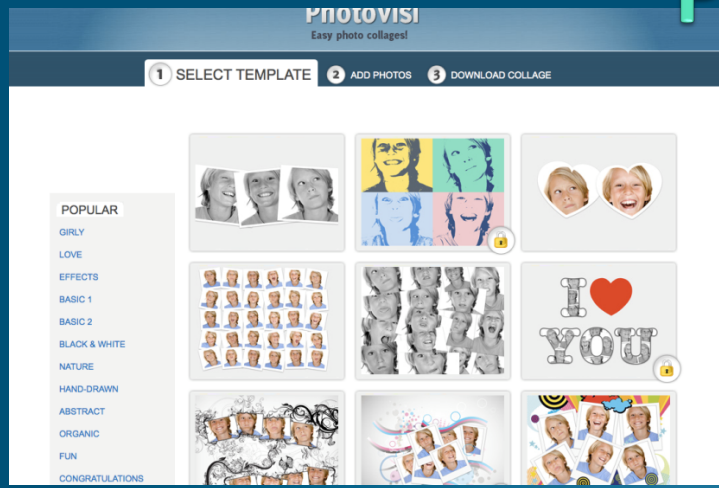 Photovisi
Easy photo collages!
1 SELECT TEMPLATE 2 ADD PHOTOS 3 DOWNLOAD COLLAGE
POPULAR
GIRLY
LOVE
EFFECTS
BASIC 1
BASIC 2
BLACK & WHITE
NATURE
HAND-DRAWN
ABSTRACT
ORGANIC
FUN
CONGRATULATIONS
I
YOU